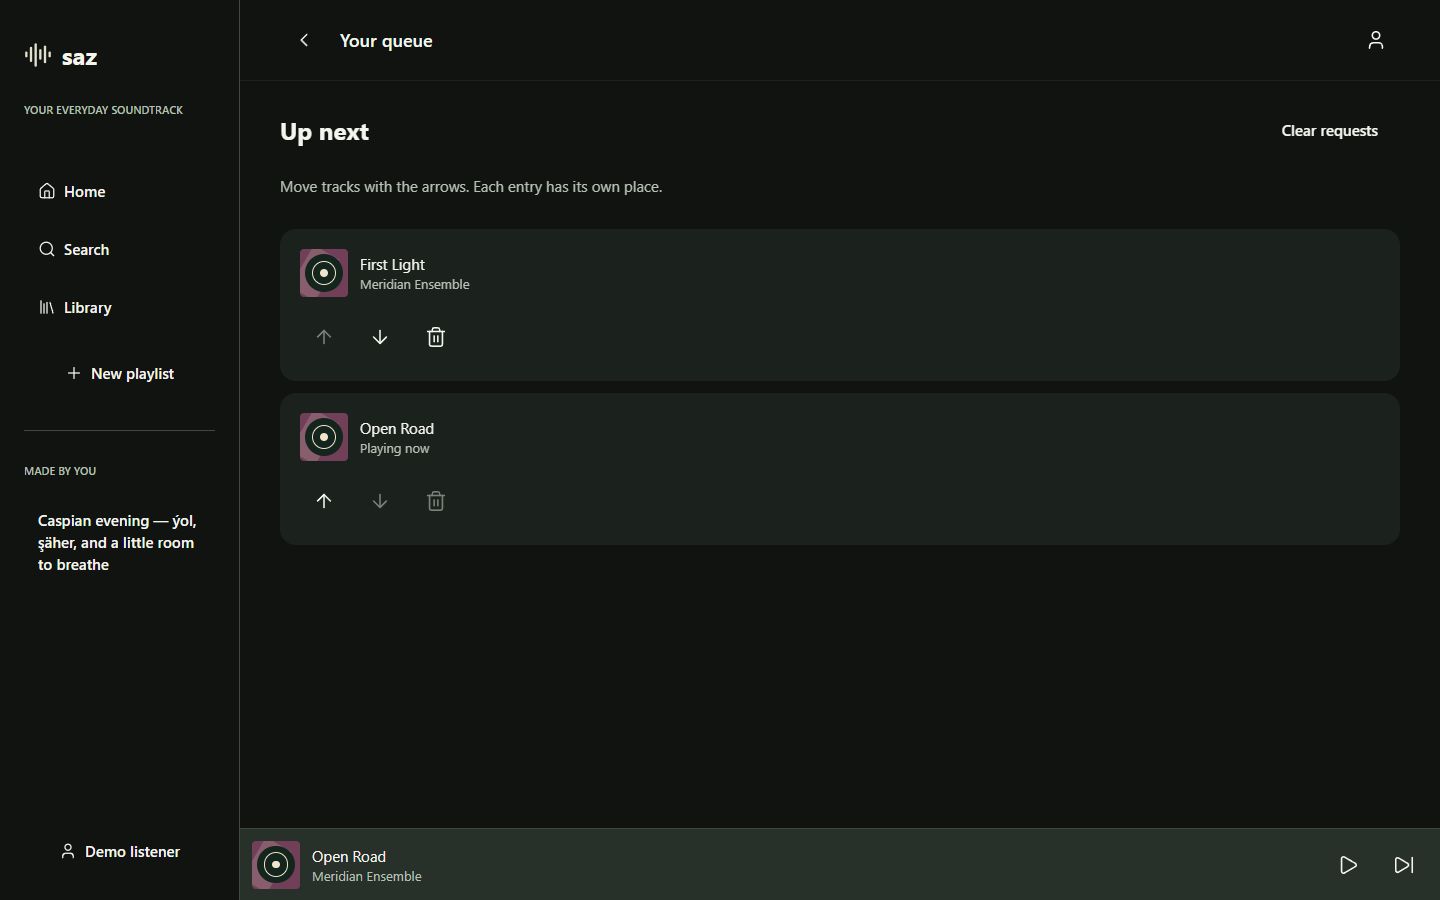 saz
YOUR EVERYDAY SOUNDTRACK
Home
Search
Library
New playlist
MADE BY YOU
Caspian evening — ýol,
şäher, and a little room
to breathe
Demo listener
Your queue
Up next
Clear requests
Move tracks with the arrows. Each entry has its own place.
First Light
Meridian Ensemble
Open Road
Playing now
Open Road
Meridian Ensemble